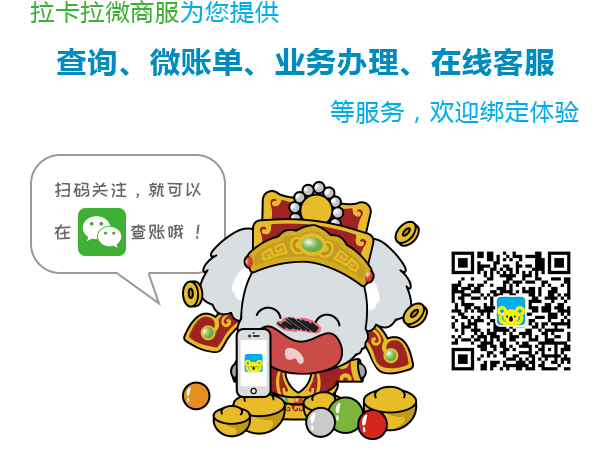 拉卡拉微商服为您提供
查询、微账单、业务办理、在线客服
等服务，欢迎绑定体验
扫码关注，就可以
在 查账哦！